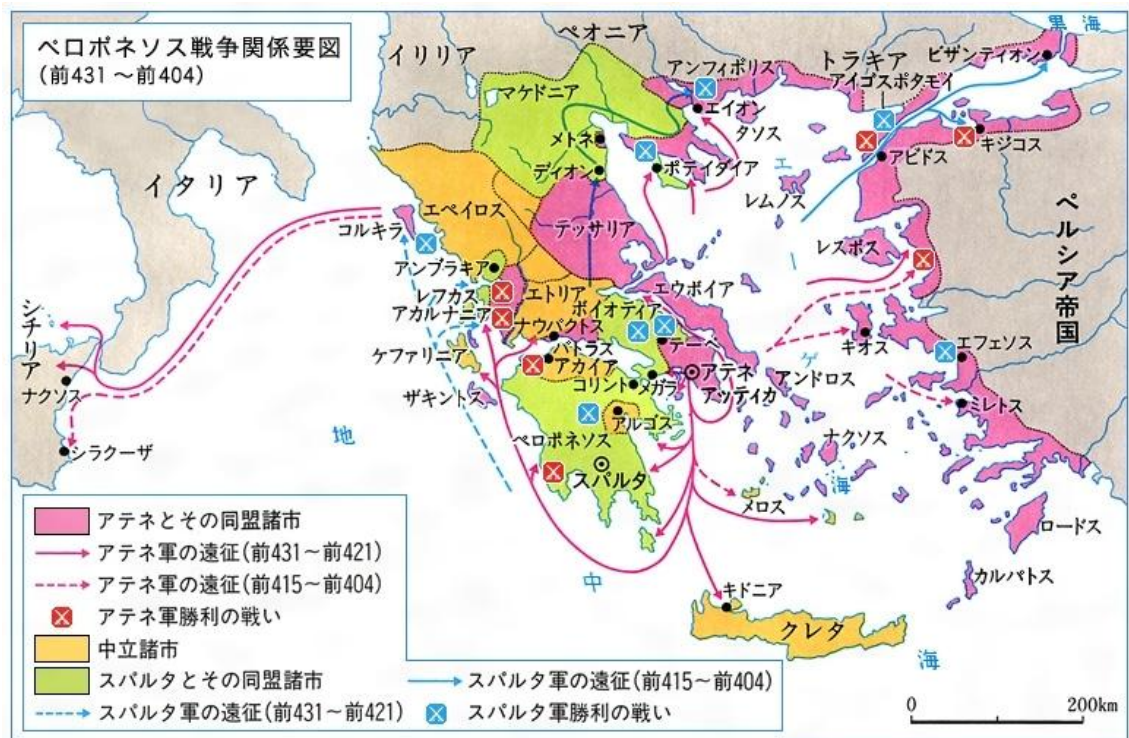 ペロポネソス戦争関係要図
(前431～前404)
イリリア
ペオニア
マケドニア
アンフィポリス
エイオン
タソス
トラキア
アイゴスポタモイ
ビザンティオン
黒海
キジコス
アビドス
メトネ
ディオン
ポテイダイア
レムノス
イタリア
エペイロス
コルキラ
テッサリア
エ
ー
ゲ
海
レスボス
ペルシア帝国
アンブラキア
レフカス
アカルナニア
エトリア
ボイオティア
エウボイア
ナウパクトス
テーベ
キオス
エフェソス
ケファリニア
パトラス
アカイア
コリント
メガラ
アテネ
アッティカ
アンドロス
ミレトス
シチリア
ナクソス
シラクーザ
ザキントス
アルゴス
ペロポネソス
スパルタ
ナクソス
メロス
ロードス
カルパトス
キドニア
クレタ
地
中
海
アテネとその同盟諸市
アテネ軍の遠征(前431～前421)
アテネ軍の遠征(前415～前404)
アテネ軍勝利の戦い
中立諸市
スパルタとその同盟諸市
スパルタ軍の遠征(前431～前421)
スパルタ軍の遠征(前415～前404)
スパルタ軍勝利の戦い
0
200km